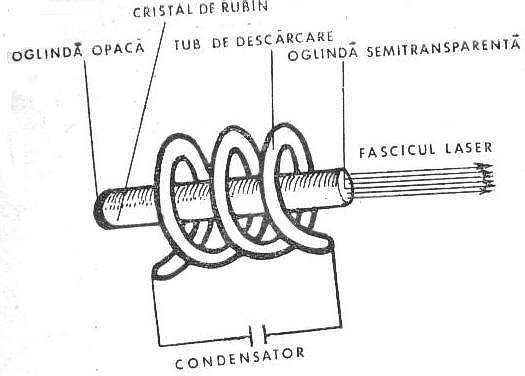 CRISTAL DE RUBIN
OGLINDĂ OPACĂ
TUB DE DESCĂRCARE
OGLINDĂ SEMITRANSPARENTĂ
FASCICUL LASER
CONDENSATOR